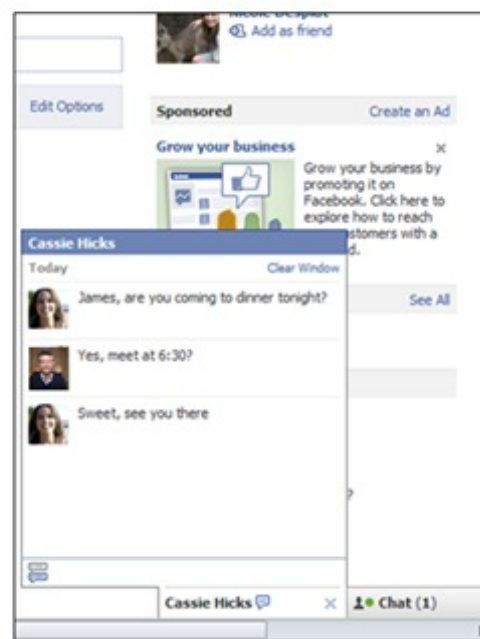 Add as friend
Edit Options
Sponsored
Create an Ad
Grow your business
Grow your business by
promoting it on
Facebook. Click here to
explore how to reach
with a
Cassie Hicks
Today
Clear Window
See All
James, are you coming to dinner tonight?
Yes, meet at 6:30?
Sweet, see you there
?
Cassie Hicks
Chat (1)